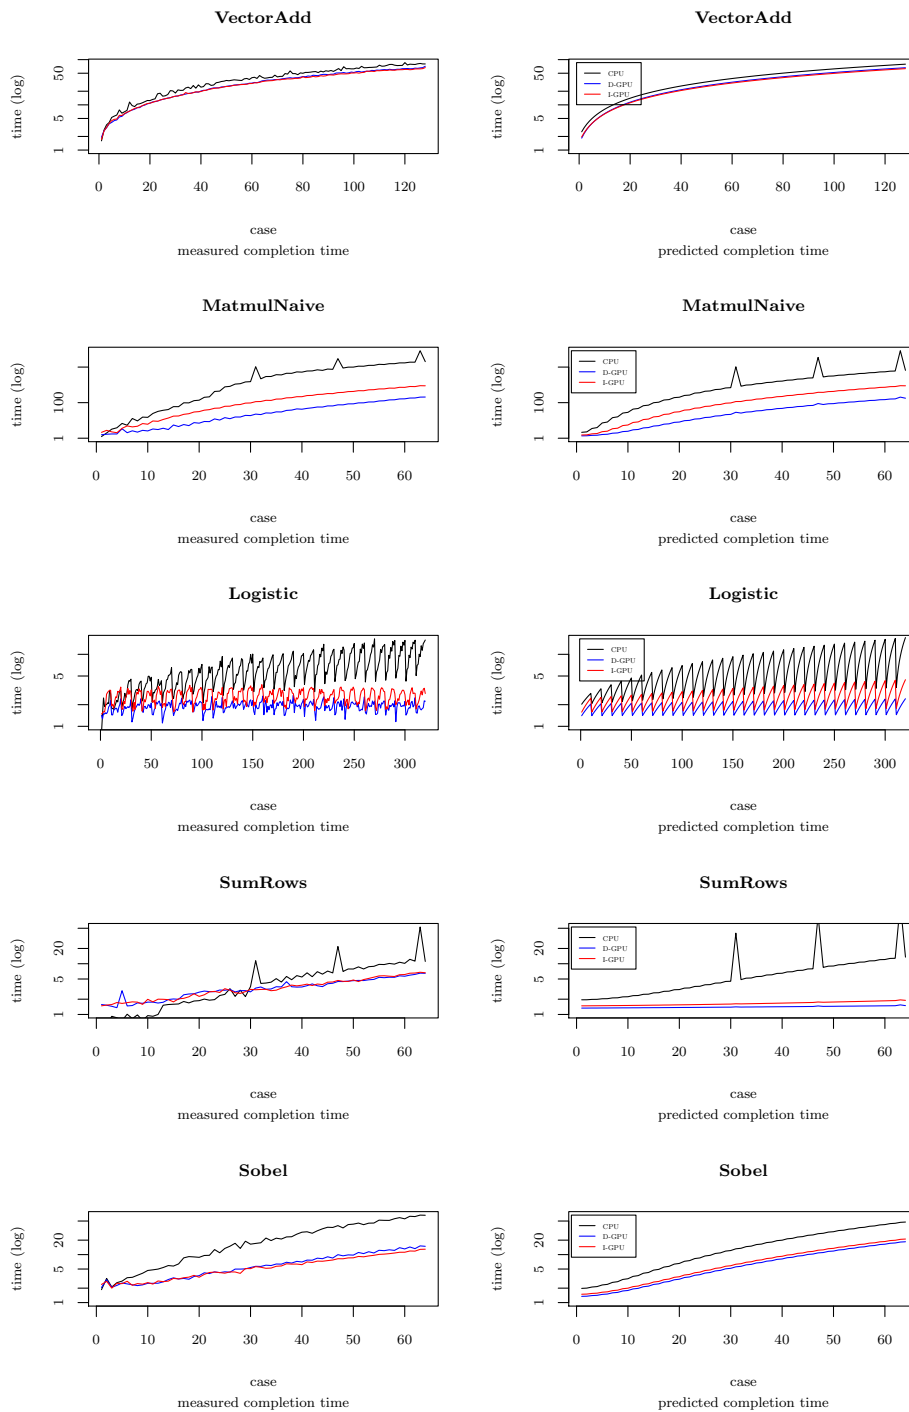 VectorAdd
time (log)
50
5
1
0 20 40 60 80 100 120
case
measured completion time
VectorAdd
time (log)
50
5
1
CPU
D-GPU
I-GPU
0 20 40 60 80 100 120
case
predicted completion time
MatmulNaive
time (log)
100
1
0 10 20 30 40 50 60
case
measured completion time
MatmulNaive
time (log)
100
1
CPU
D-GPU
I-GPU
0 10 20 30 40 50 60
case
predicted completion time
Logistic
time (log)
5
1
0 50 100 150 200 250 300
case
measured completion time
Logistic
time (log)
5
1
CPU
D-GPU
I-GPU
0 50 100 150 200 250 300
case
predicted completion time
SumRows
time (log)
20
5
1
0 10 20 30 40 50 60
case
measured completion time
SumRows
time (log)
20
5
1
CPU
D-GPU
I-GPU
0 10 20 30 40 50 60
case
predicted completion time
Sobel
time (log)
20
5
1
0 10 20 30 40 50 60
case
measured completion time
Sobel
time (log)
20
5
1
CPU
D-GPU
I-GPU
0 10 20 30 40 50 60
case
predicted completion time